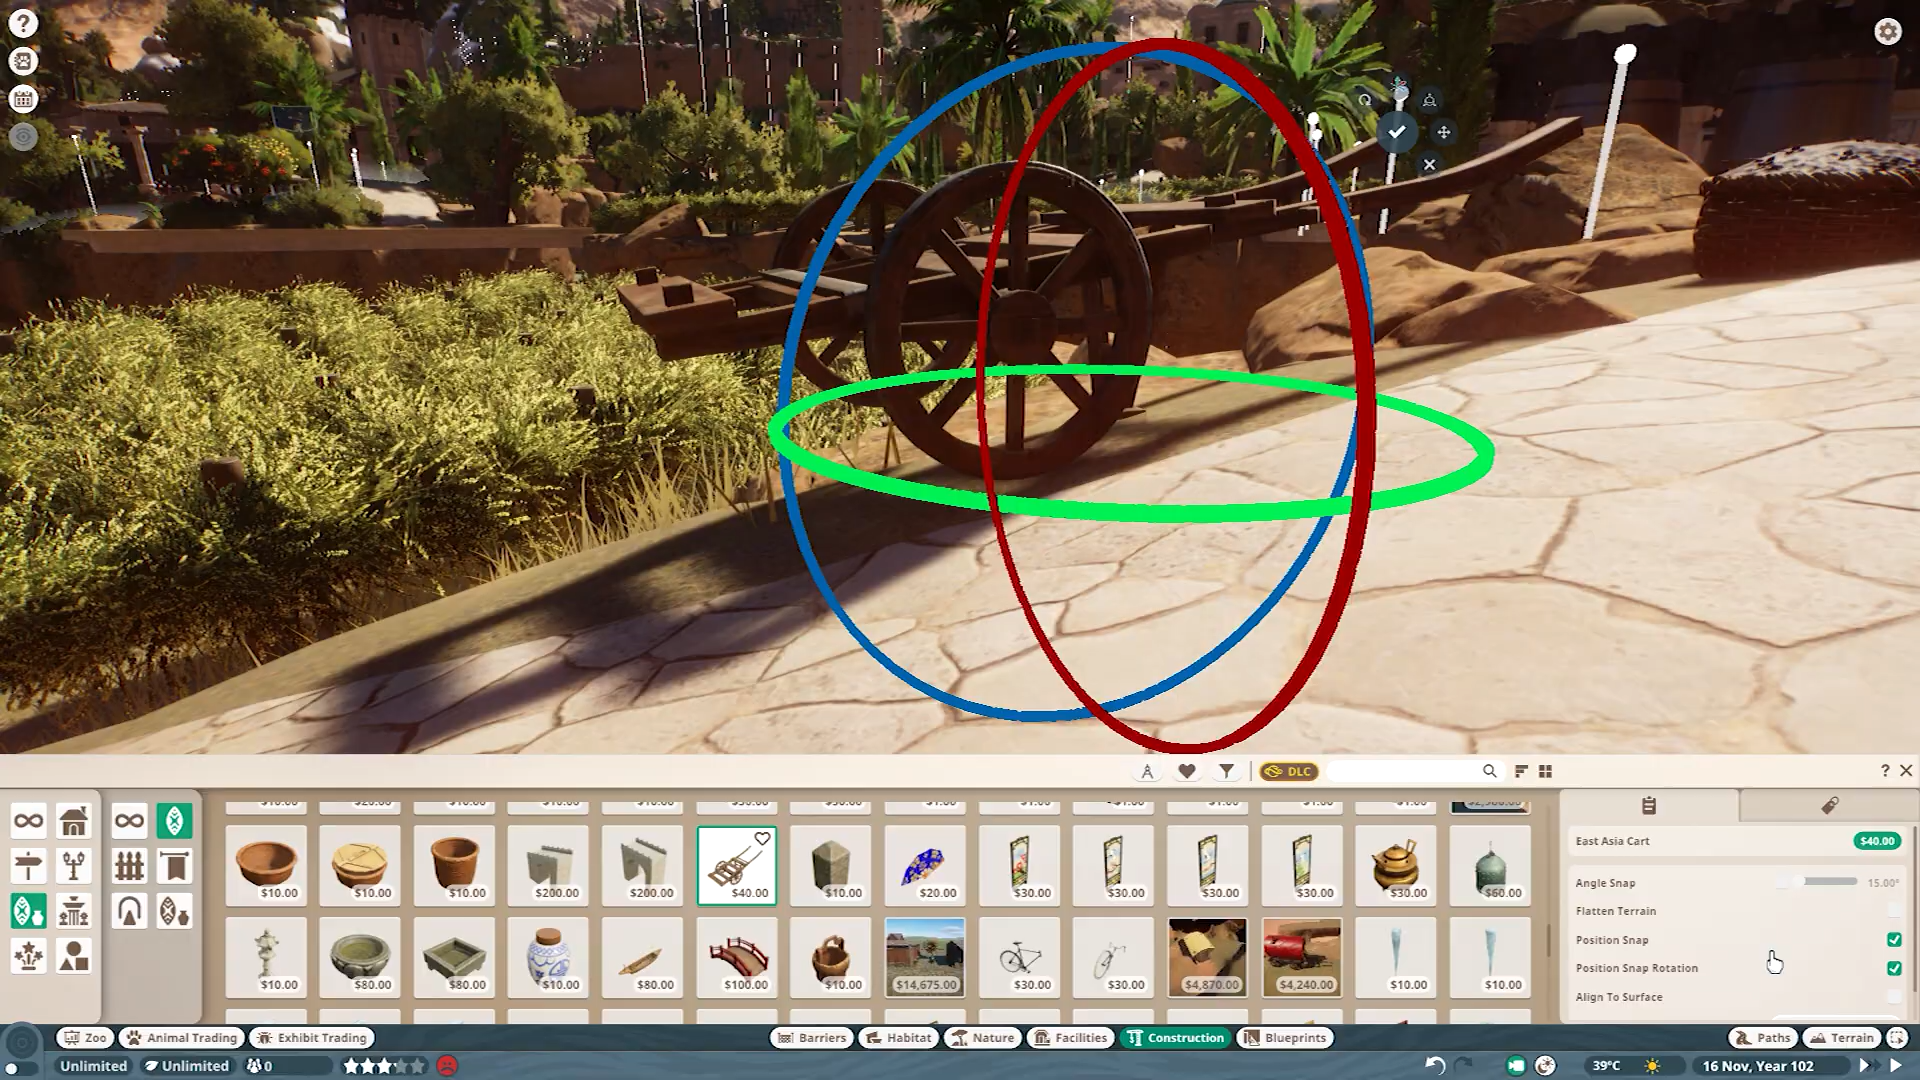 DLC
East Asia Cart $40.00
Angle Snap 15.00°
Flatten Terrain
Position Snap
Position Snap Rotation
Align To Surface
$10.00 $10.00 $10.00 $200.00 $200.00 $40.00 $10.00 $20.00 $30.00 $30.00 $30.00 $30.00 $30.00 $60.00
$10.00 $80.00 $80.00 $10.00 $80.00 $100.00 $10.00 $14,675.00 $30.00 $30.00 $4,870.00 $4,240.00 $10.00 $10.00
Zoo Animal Trading Exhibit Trading Barriers Habitat Nature Facilities Construction Blueprints Paths Terrain
Unlimited Unlimited 0 39°C 16 Nov, Year 102